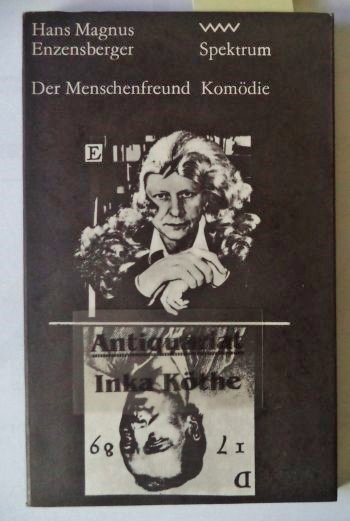 Hans Magnus
Enzensberger Spektrum
Der Menschenfreund Komödie
E
Antiquariat
Inka Köthe
D
17 89